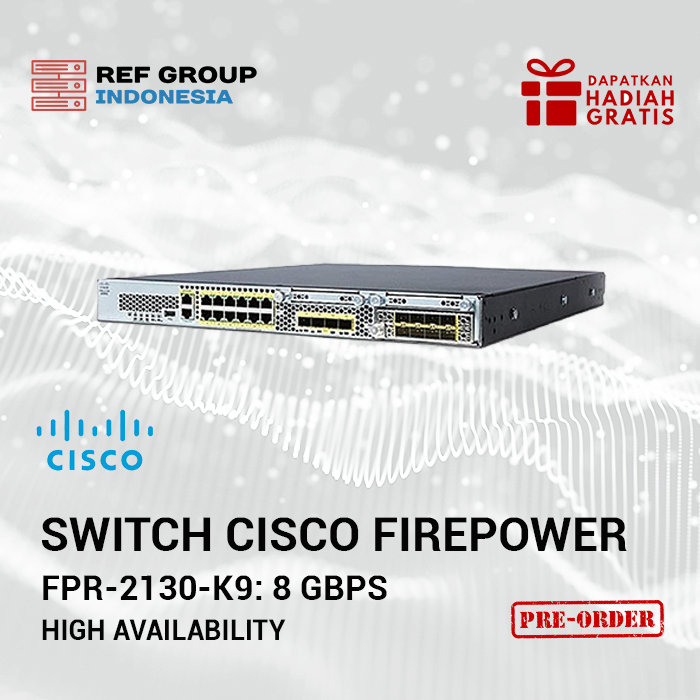 REF GROUP
INDONESIA
DAPATKAN
HADIAH
GRATIS
CISCO
SWITCH CISCO FIREPOWER
FPR-2130-K9: 8 GBPS
HIGH AVAILABILITY
PRE-ORDER